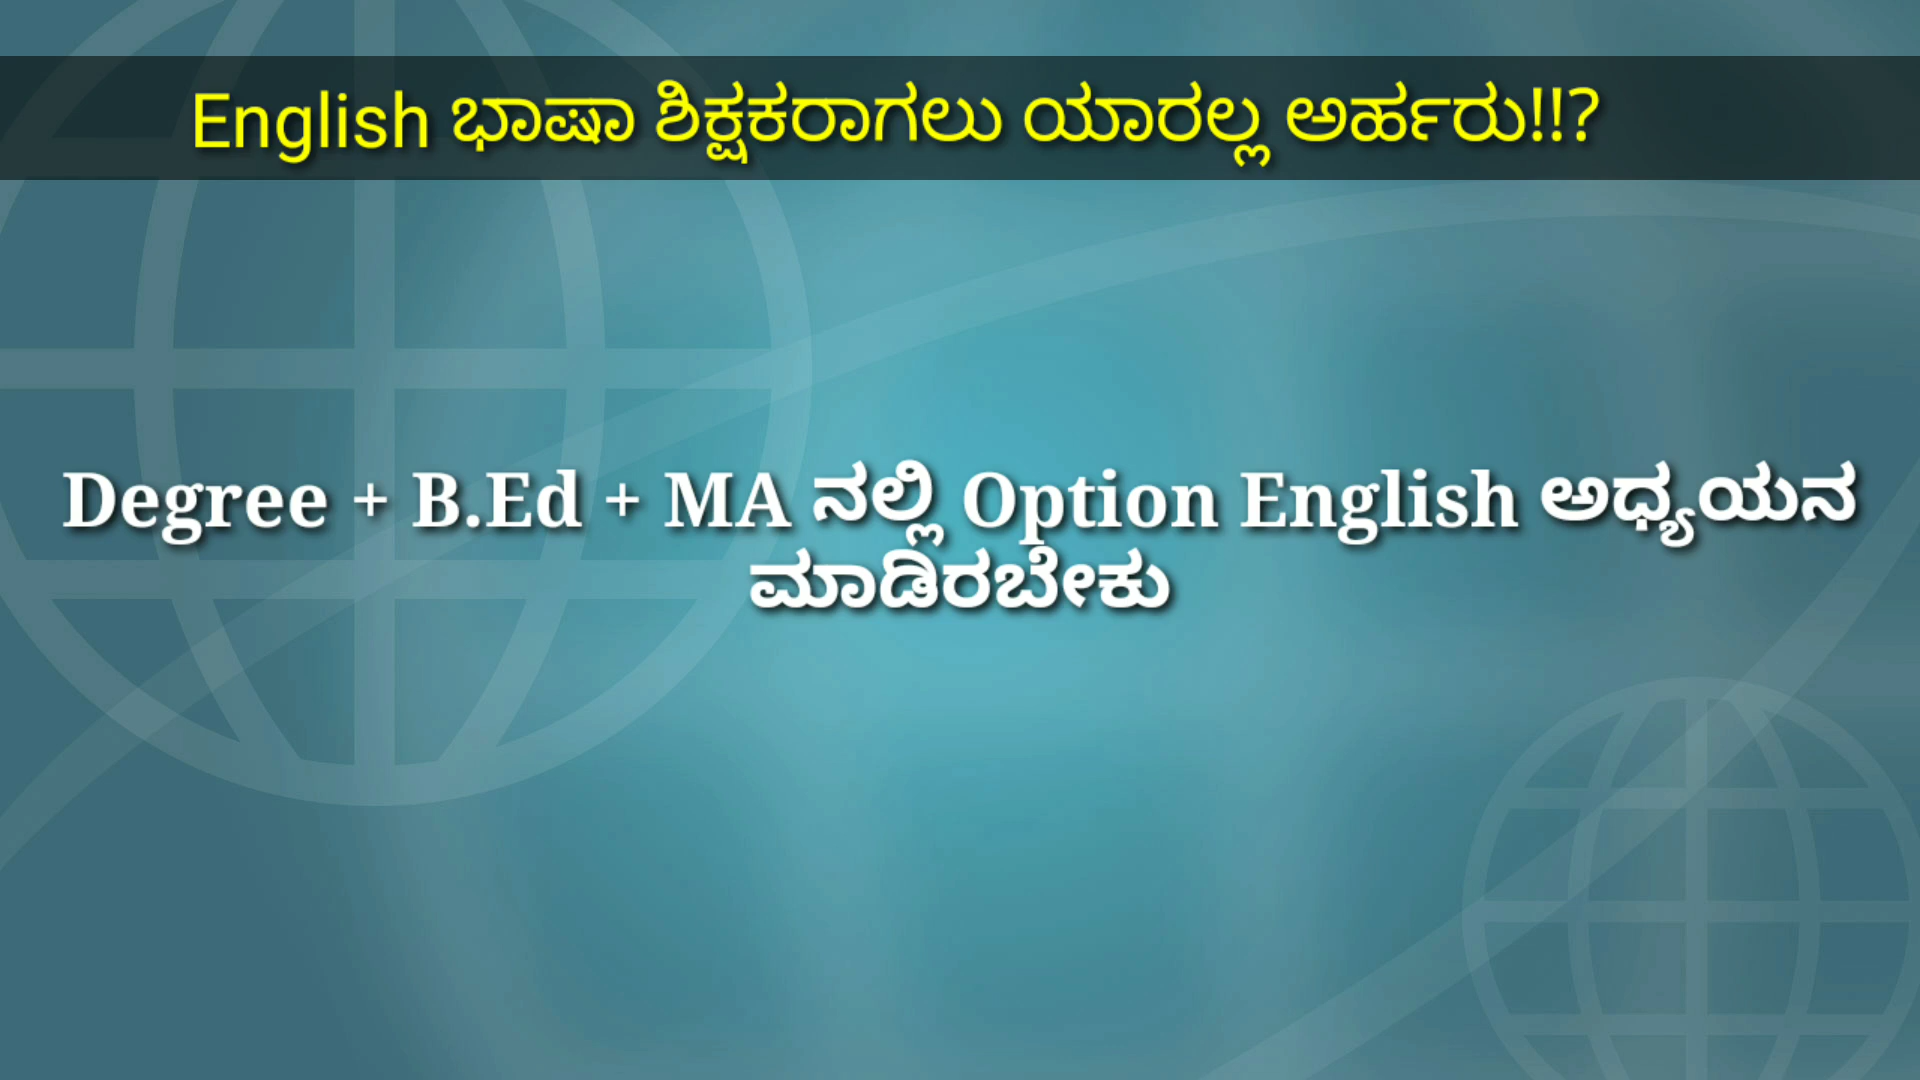 English ಭಾಷಾ ಶಿಕ್ಷಕರಾಗಲು ಯಾರಲ್ಲ ಅರ್ಹರು!!?
Degree + B.Ed + MA ನಲ್ಲಿ Option English ಅಧ್ಯಯನ
ಮಾಡಿರಬೇಕು